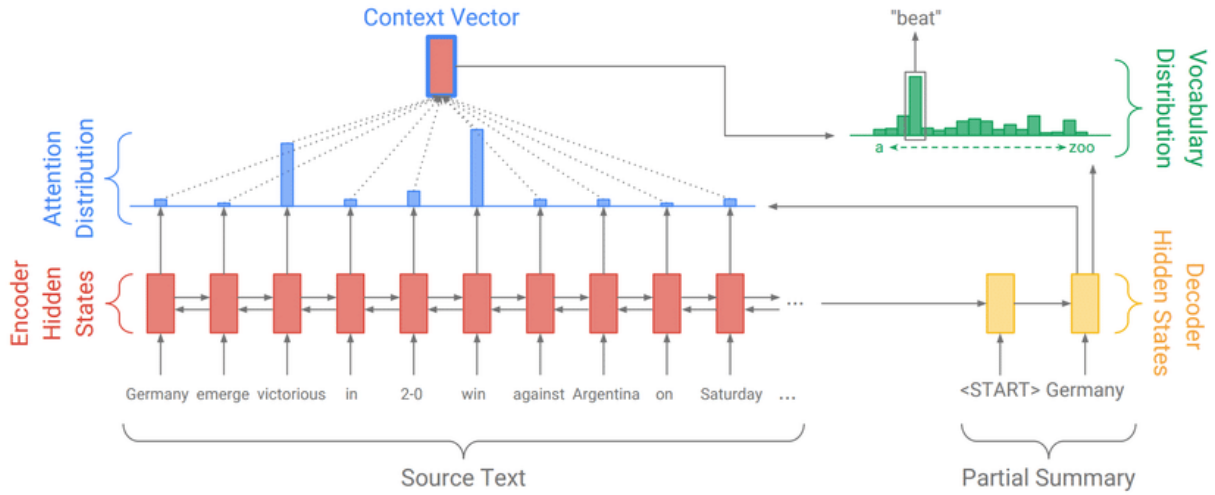 Context Vector
"beat"
Vocabulary
Distribution
a
zoo
Attention
Distribution
Encoder
Hidden
States
Decoder
Hidden States
...
Germany emerge victorious in 2-0 win against Argentina on Saturday ...
<START> Germany
Source Text
Partial Summary